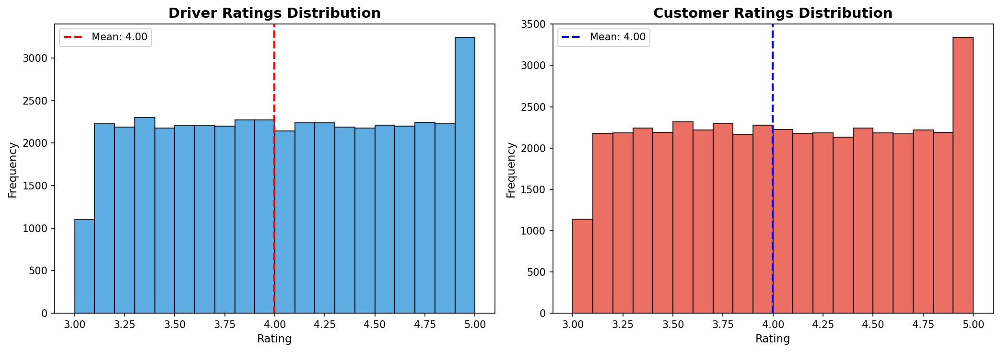 Driver Ratings Distribution
Mean: 4.00
3000
2500
2000
1500
1000
500
0
Frequency
3.00 3.25 3.50 3.75 4.00 4.25 4.50 4.75 5.00
Rating
Customer Ratings Distribution
Mean: 4.00
3500
3000
2500
2000
1500
1000
500
0
Frequency
3.00 3.25 3.50 3.75 4.00 4.25 4.50 4.75 5.00
Rating